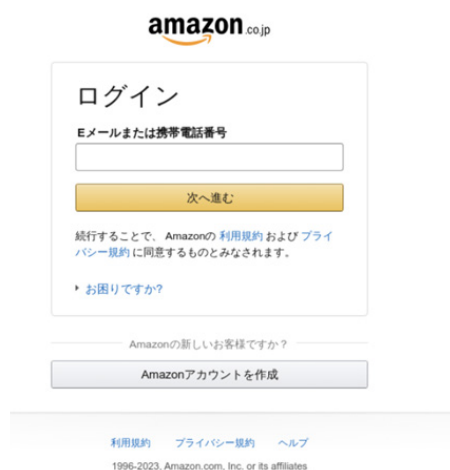 amazon.co.jp
ログイン
Eメールまたは携帯電話番号
次へ進む
続行することで、 Amazonの 利用規約 および プライ
バシー規約 に同意するものとみなされます。
お困りですか?
Amazonの新しいお客様ですか？
Amazonアカウントを作成
利用規約 プライバシー規約 ヘルプ
1996-2023, Amazon.com, Inc. or its affiliates